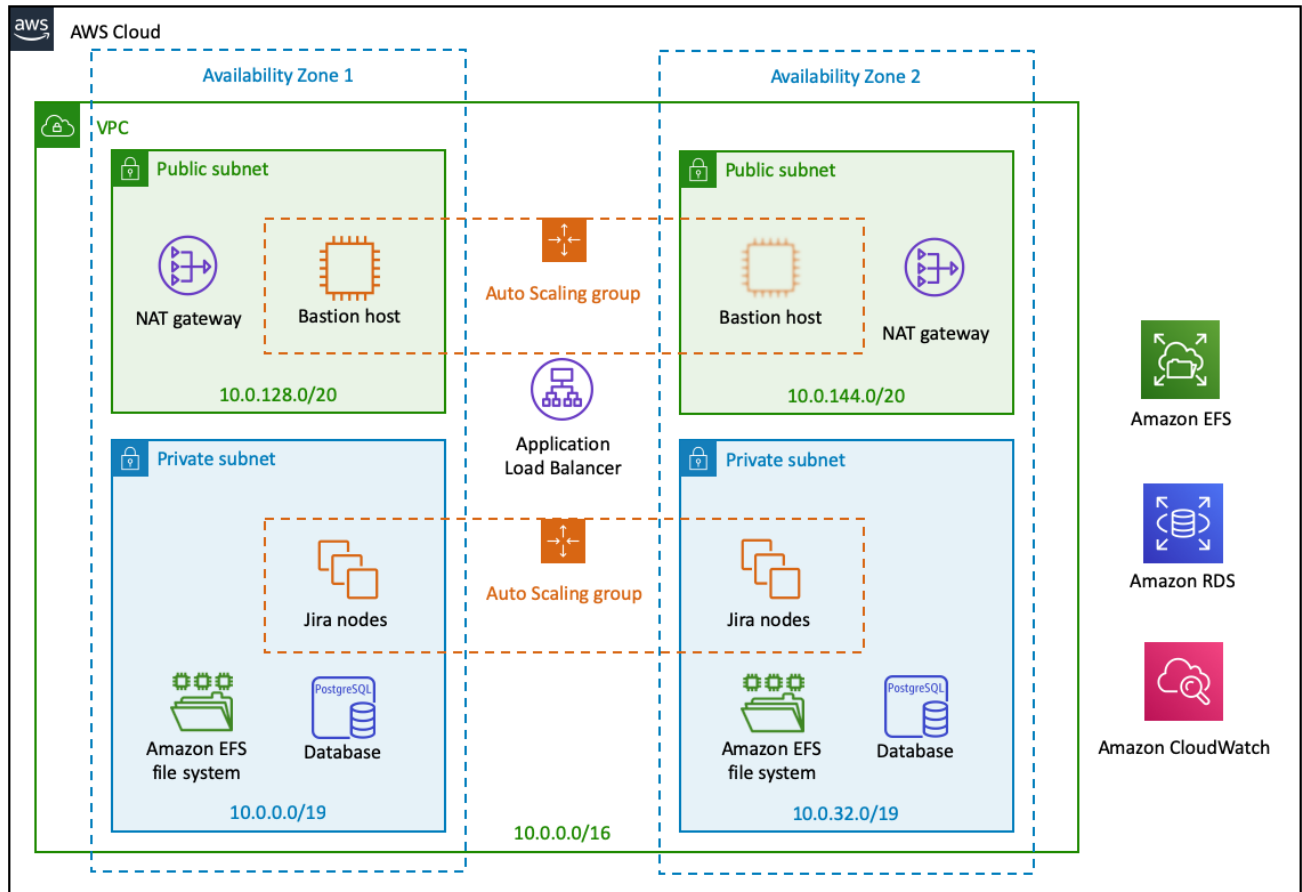 aws
AWS Cloud
Availability Zone 1
Availability Zone 2
VPC
Public subnet
Public subnet
NAT gateway
Bastion host
Auto Scaling group
Bastion host
NAT gateway
10.0.128.0/20
10.0.144.0/20
Application
Load Balancer
Private subnet
Private subnet
Jira nodes
Auto Scaling group
Jira nodes
Amazon EFS
file system
PostgreSQL
Database
Amazon EFS
file system
PostgreSQL
Database
10.0.0.0/19
10.0.32.0/19
10.0.0.0/16
Amazon EFS
Amazon RDS
Amazon CloudWatch